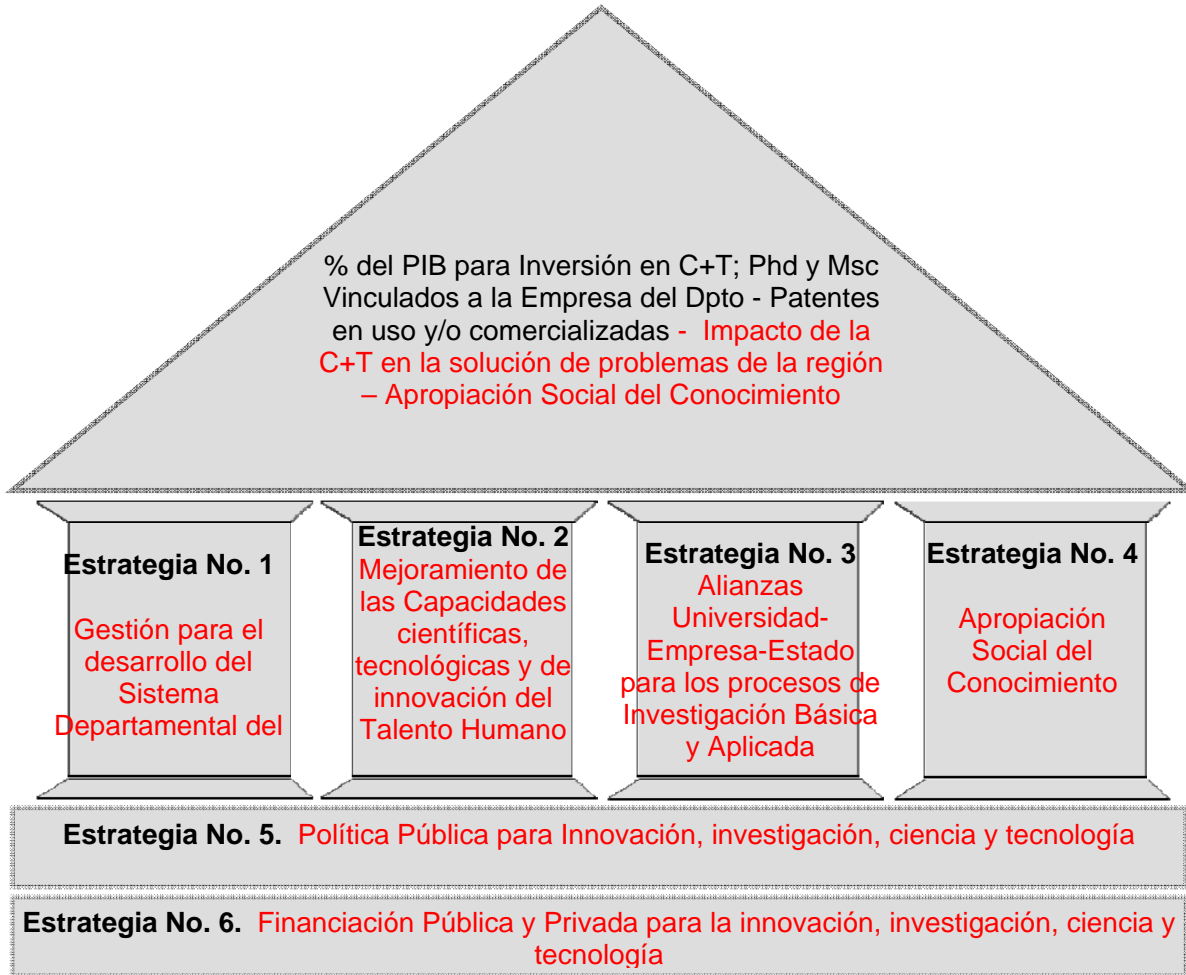 % del PIB para Inversión en C+T; Phd y Msc
Vinculados a la Empresa del Dpto - Patentes
en uso y/o comercializadas - Impacto de la
C+T en la solución de problemas de la región
– Apropiación Social del Conocimiento
Estrategia No. 1
Gestión para el
desarrollo del
Sistema
Departamental del
Estrategia No. 2
Mejoramiento de
las Capacidades
científicas,
tecnológicas y de
innovación del
Talento Humano
Estrategia No. 3
Alianzas
Universidad-
Empresa-Estado
para los procesos de
Investigación Básica
y Aplicada
Estrategia No. 4
Apropiación
Social del
Conocimiento
Estrategia No. 5. Política Pública para Innovación, investigación, ciencia y tecnología
Estrategia No. 6. Financiación Pública y Privada para la innovación, investigación, ciencia y
tecnología